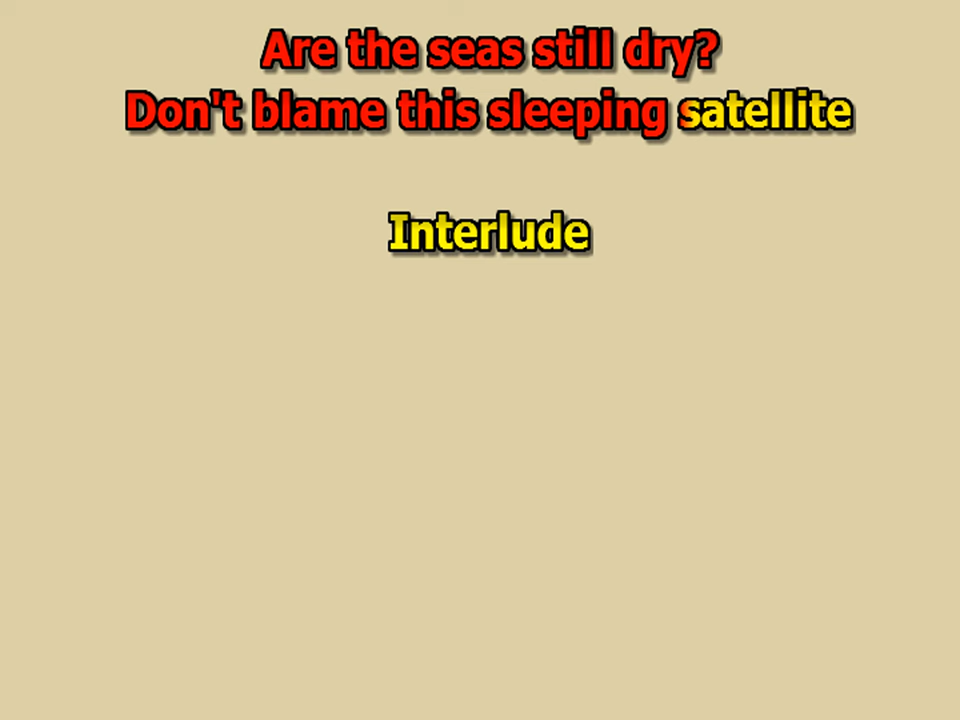 Are the seas still dry?
Don't blame this sleeping satellite
Interlude